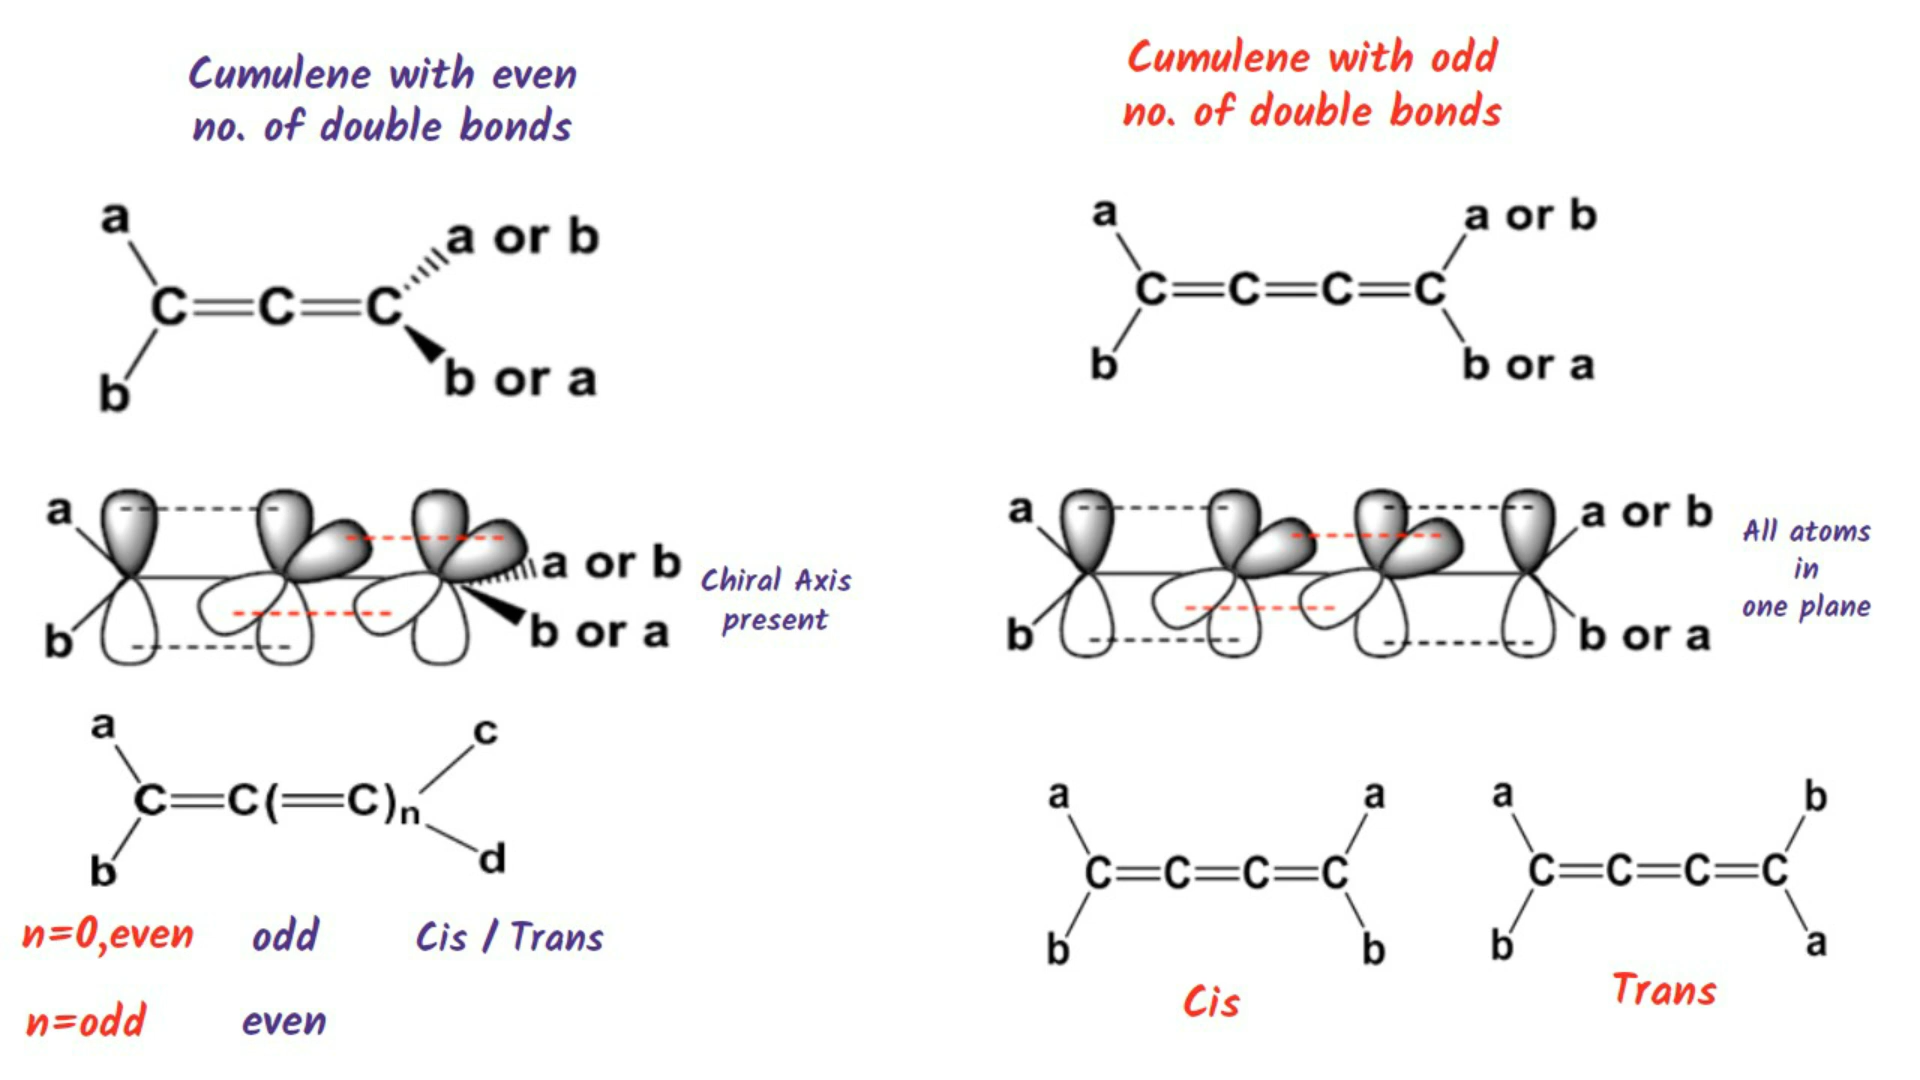 Cumulene with even
no. of double bonds
a
a or b
C=C=C
b or a
b
a
a or b
Chiral Axis
present
b or a
b
a
c
C=C(=C)n
d
b
n=0,even odd Cis / Trans
n=odd even
Cumulene with odd
no. of double bonds
a
a or b
C=C=C=C
b
b or a
a
a or b
All atoms
in
one plane
b
b or a
a a
C=C=C=C
b b
Cis
a b
C=C=C=C
b a
Trans